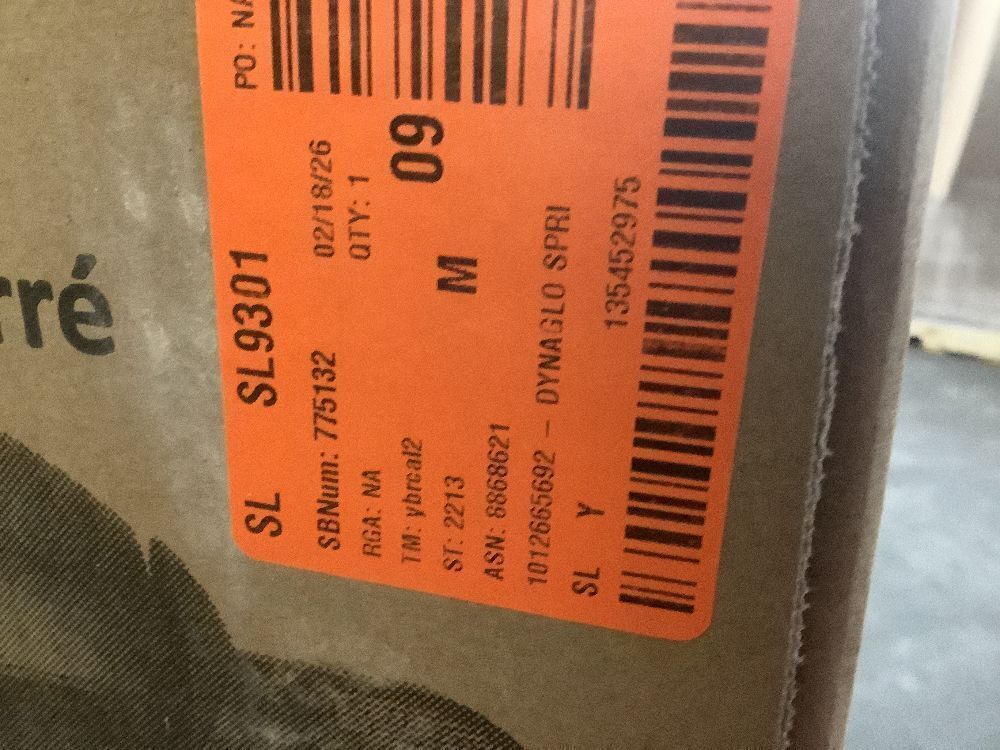 rré
SL SL9301
PO: NA
SBNum: 775132 02/18/26
RGA: NA QTY: 1
TM: ybrcal2 09
ST: 2213 M
ASN: 8868621
1012665692 - DYNAGLO SPRI
SL Y 135452975